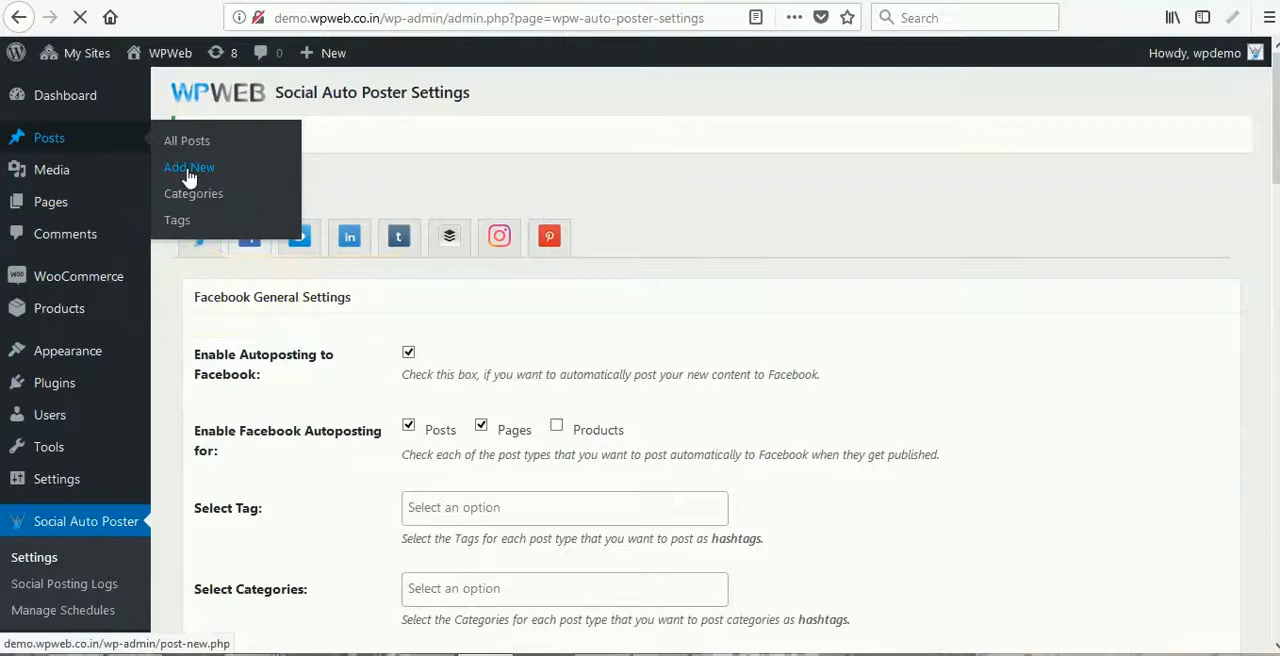 demo.wpweb.co.in/wp-admin/admin.php?page=wpw-auto-poster-settings
Search
My Sites
WPWeb
8
0
New
Howdy, wpdemo
Dashboard
Posts
Media
Pages
Comments
WooCommerce
Products
Appearance
Plugins
Users
Tools
Settings
Social Auto Poster
Settings
Social Posting Logs
Manage Schedules
All Posts
Add New
Categories
Tags
WPWEB Social Auto Poster Settings
Facebook General Settings
Enable Autoposting to
Facebook:
Check this box, if you want to automatically post your new content to Facebook.
Enable Facebook Autoposting
for:
Posts Pages Products
Check each of the post types that you want to post automatically to Facebook when they get published.
Select Tag:
Select an option
Select the Tags for each post type that you want to post as hashtags.
Select Categories:
Select an option
Select the Categories for each post type that you want to post categories as hashtags.
demo.wpweb.co.in/wp-admin/post-new.php